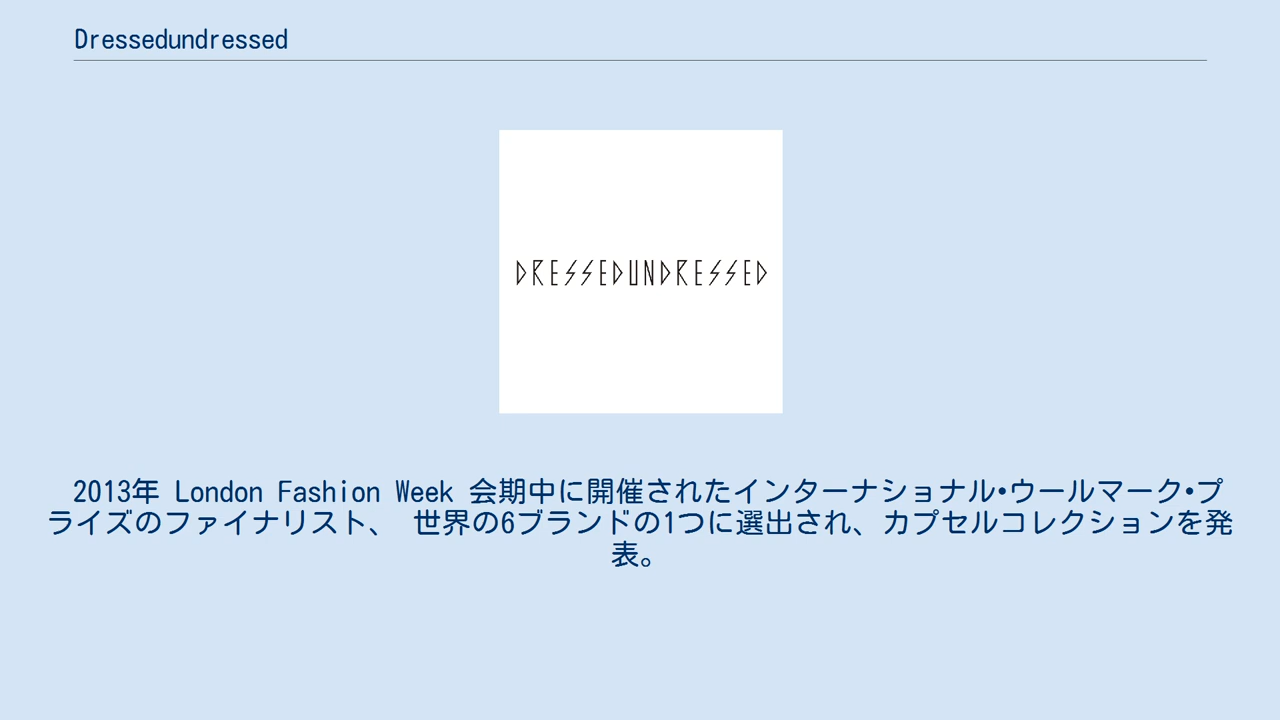 Dressedundressed
DRESSEDUNDRESSED
2013年 London Fashion Week 会期中に開催されたインターナショナル•ウールマーク•プ
ライズのファイナリスト、 世界の6ブランドの1つに選出され、カプセルコレクションを発
表。